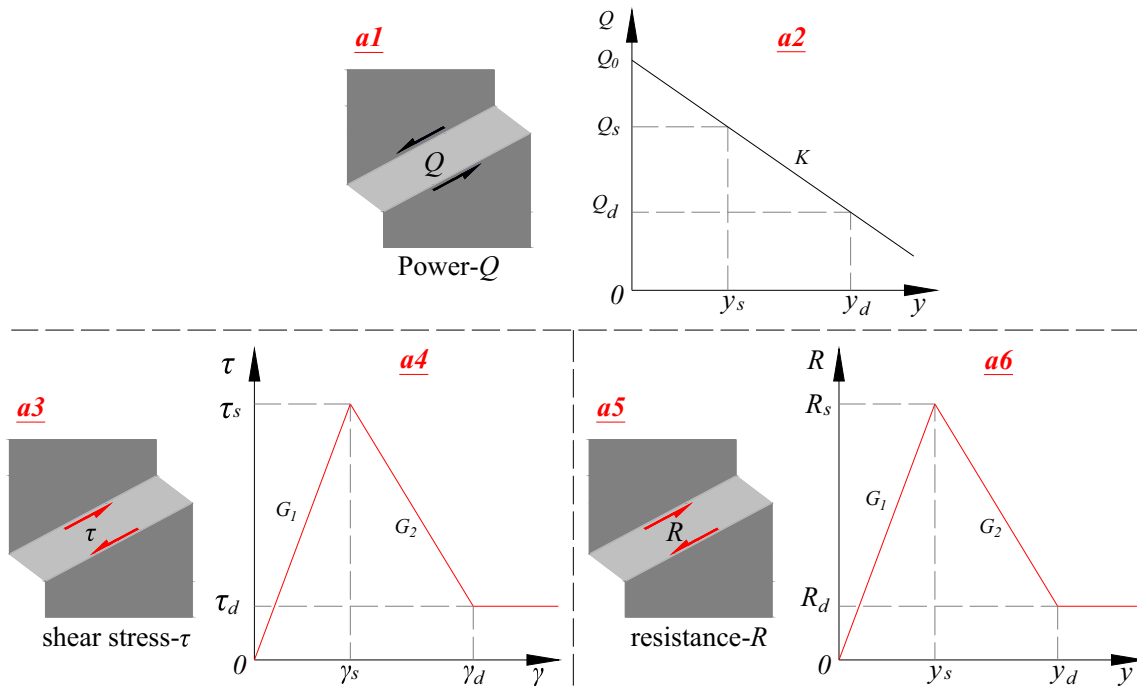 a1
Q
Power-Q
a2
Q
Q0
Qs
Qd
K
0
ys
yd
y
a3
τ
shear stress-τ
a4
τ
τs
τd
G1
G2
0
γs
γd
γ
a5
R
resistance-R
a6
R
Rs
Rd
G1
G2
0
ys
yd
y